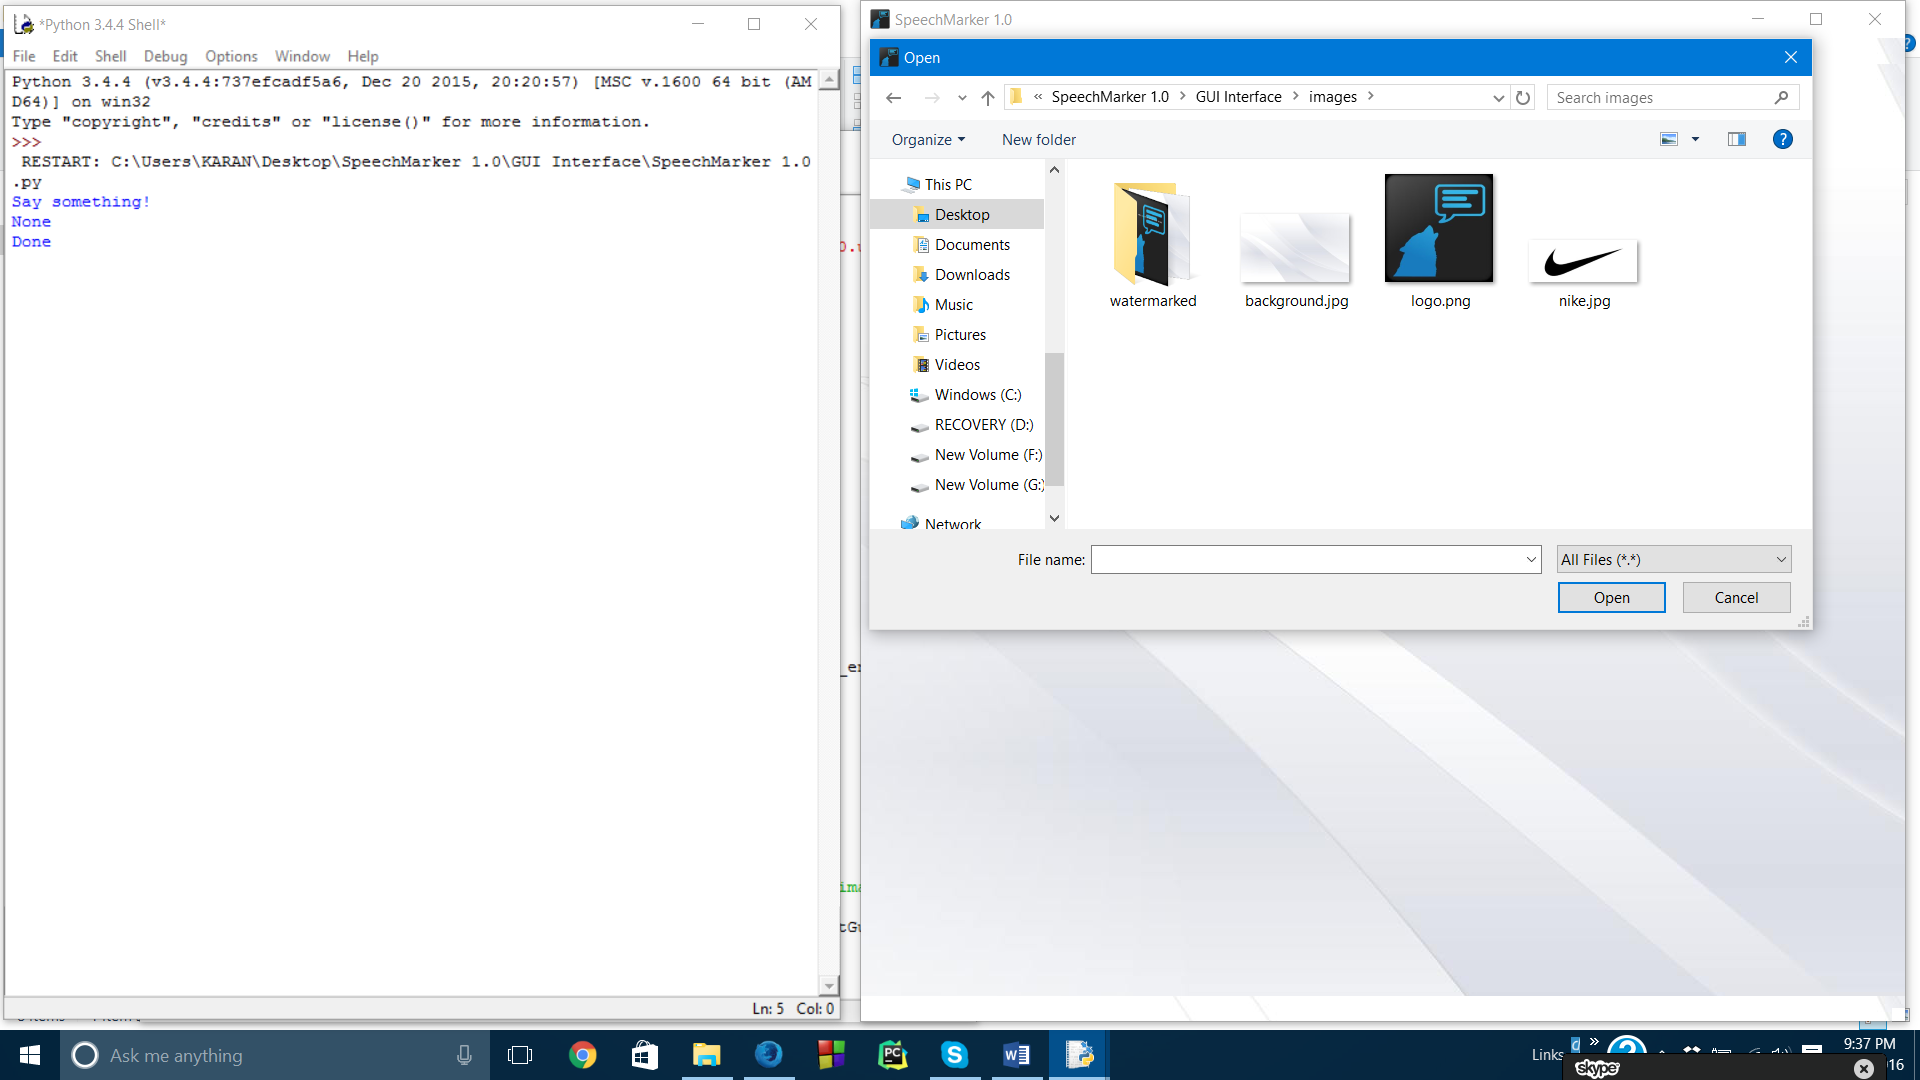 *Python 3.4.4 Shell*
File Edit Shell Debug Options Window Help
Python 3.4.4 (v3.4.4:737efcadf5a6, Dec 20 2015, 20:20:57) [MSC v.1600 64 bit (AM
D64)] on win32
Type "copyright", "credits" or "license()" for more information.
>>>
RESTART: C:\Users\KARAN\Desktop\SpeechMarker 1.0\GUI Interface\SpeechMarker 1.0
.py
Say something!
None
Done
Ln: 5 Col: 0
SpeechMarker 1.0
Open
« SpeechMarker 1.0 > GUI Interface > images >
Search images
Organize
New folder
This PC
Desktop
Documents
Downloads
Music
Pictures
Videos
Windows (C:)
RECOVERY (D:)
New Volume (F:)
New Volume (G:)
Network
watermarked
background.jpg
logo.png
nike.jpg
File name:
All Files (*.*)
Open
Cancel
Ask me anything
Links
9:37 PM
skype